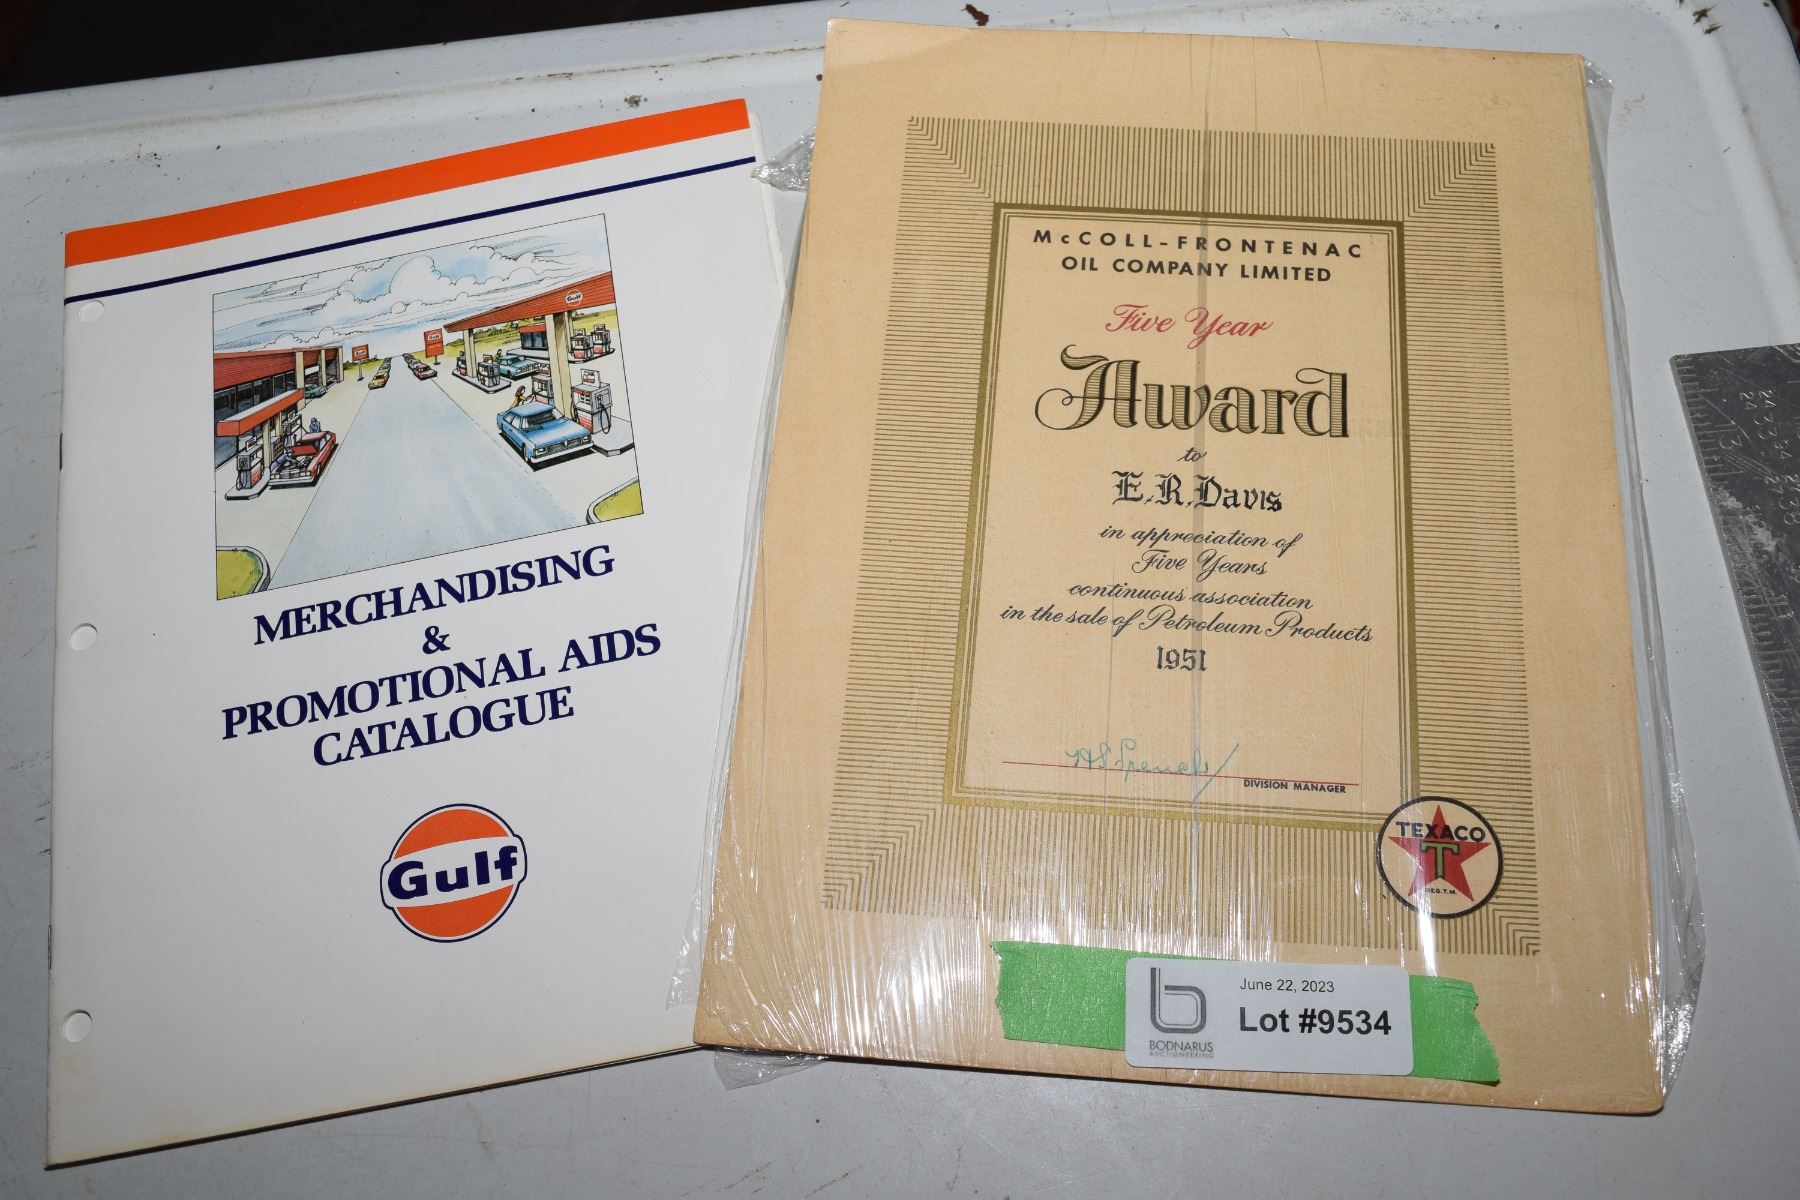 MERCHANDISING
&
PROMOTIONAL AIDS
CATALOGUE
Gulf
Gulf
Gulf
Gulf
McCOLL-FRONTENAC
OIL COMPANY LIMITED
Five Year
Award
to
E.R.Davis
in appreciation of
Five Years
continuous association
in the sale of Petroleum Products
1951
DIVISION MANAGER
TEXACO
T
REG. T.M.
June 22, 2023
Lot #9534
BODNARUS
AUCTIONEERING